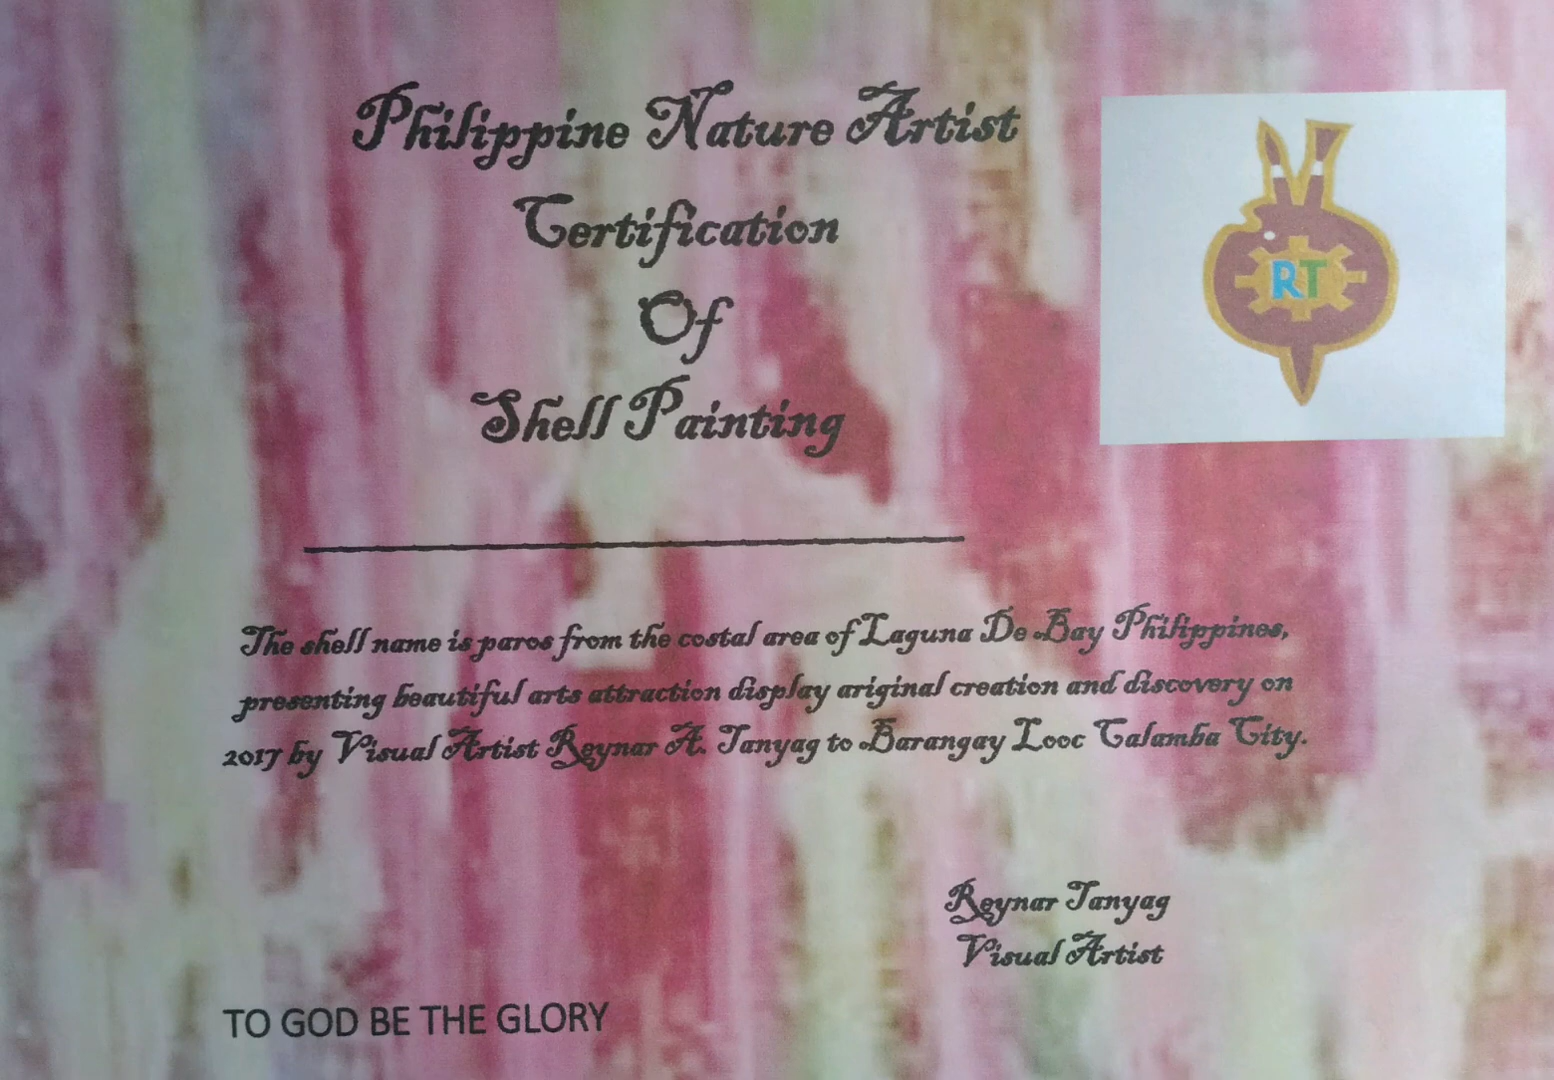 Philippine Nature Artist
Certification
Of
Shell Painting
RT
The shell name is paros from the costal area of Laguna De Bay Philippines,
presenting beautiful arts attraction display ariginal creation and discovery on
2017 by Visual Artist Reynar A. Tanyag to Barangay Looc Calamba City.
Reynar Tanyag
Visual Artist
TO GOD BE THE GLORY